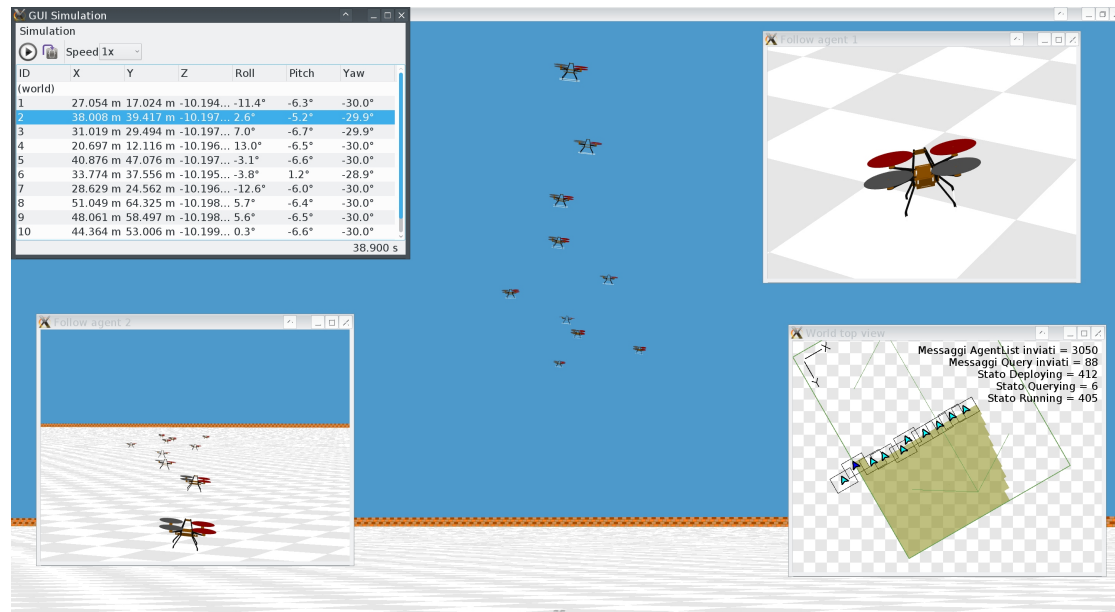 GUI Simulation
Simulation
Speed 1x
ID X Y Z Roll Pitch Yaw
(world)
1 27.054 m 17.024 m -10.194... -11.4° -6.3° -30.0°
2 38.008 m 39.417 m -10.197... 2.6° -5.2° -29.9°
3 31.019 m 29.494 m -10.197... 7.0° -6.7° -29.9°
4 20.697 m 12.116 m -10.196... 13.0° -6.5° -30.0°
5 40.876 m 47.076 m -10.197... -3.1° -6.6° -30.0°
6 33.774 m 37.556 m -10.195... -3.8° 1.2° -28.9°
7 28.629 m 24.562 m -10.196... -12.6° -6.0° -30.0°
8 51.049 m 64.325 m -10.198... 5.7° -6.4° -30.0°
9 48.061 m 58.497 m -10.198... 5.6° -6.5° -30.0°
10 44.364 m 53.006 m -10.199... 0.3° -6.6° -30.0°
38.900 s
Follow agent 1
Follow agent 2
World top view
Messaggi AgentList inviati = 3050
Messaggi Query inviati = 88
Stato Deploying = 412
Stato Querying = 6
Stato Running = 405
X
Y